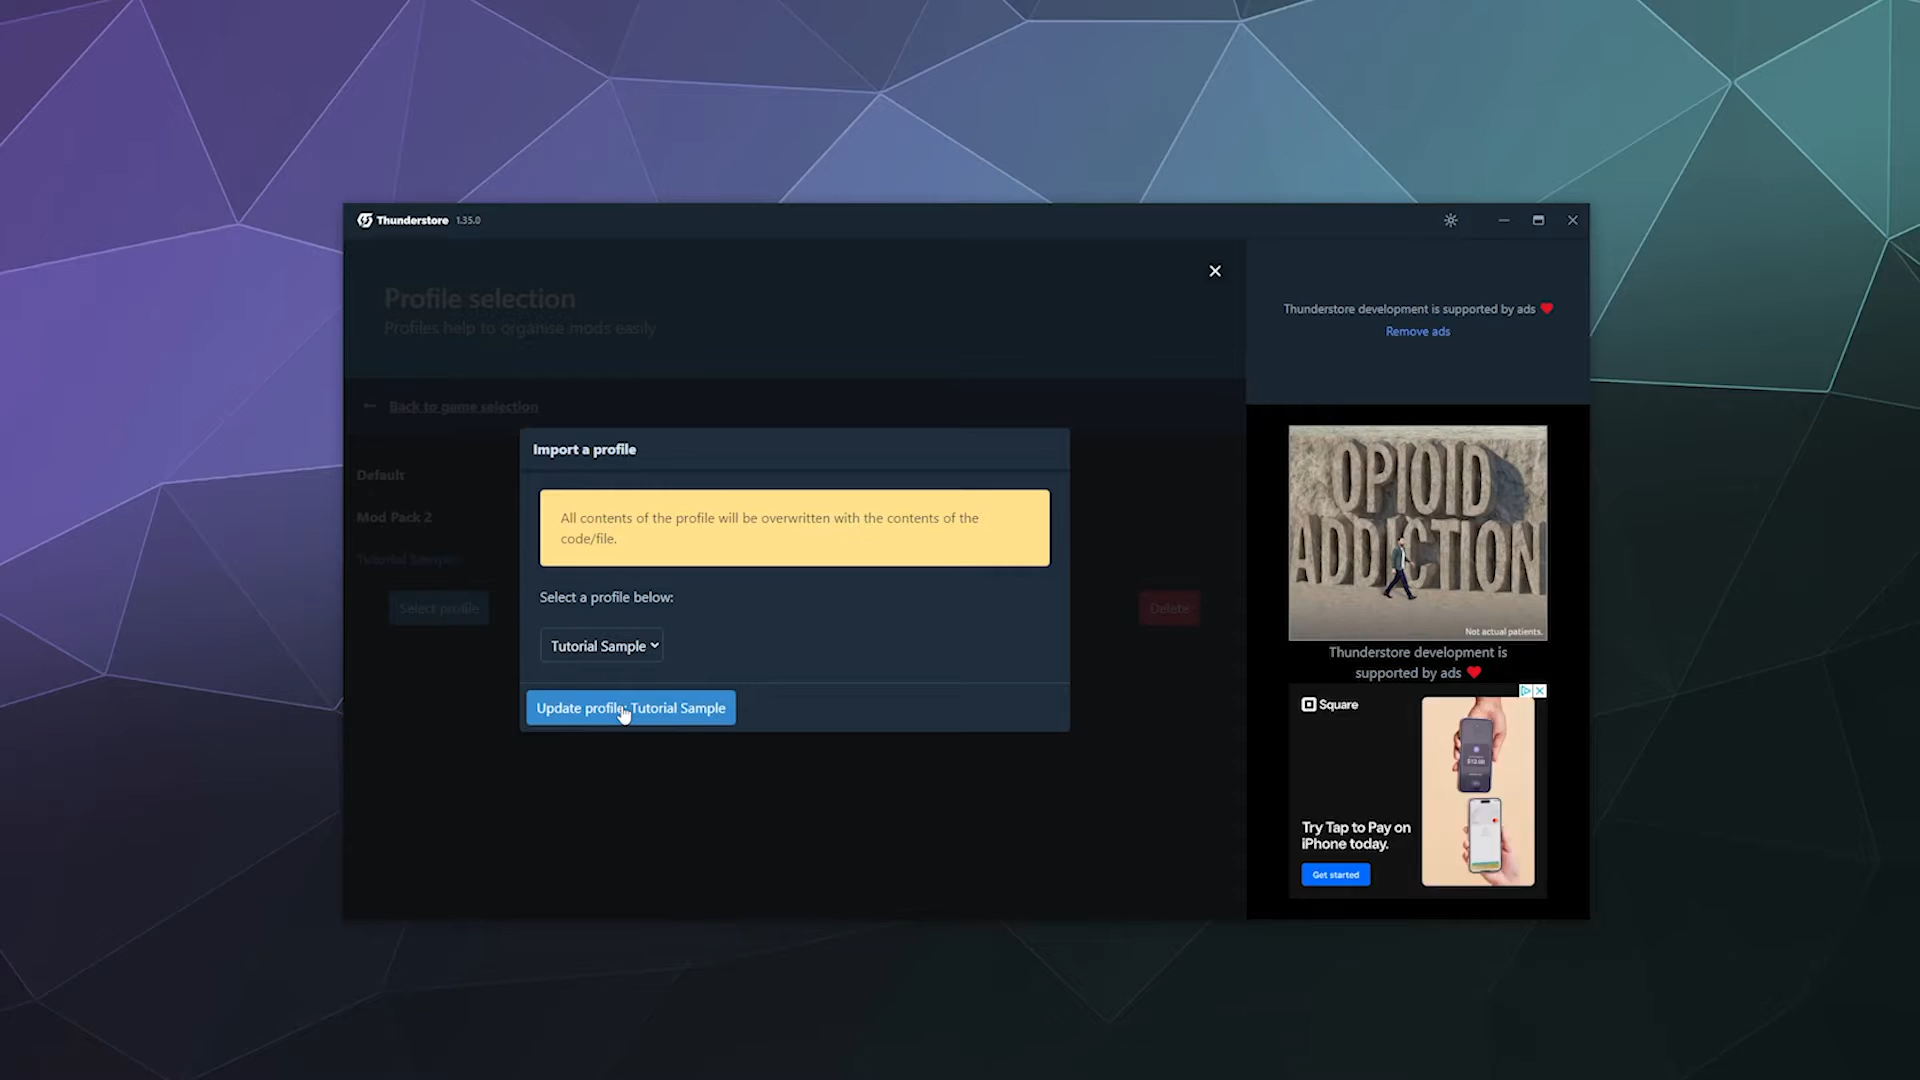 Thunderstore 1.35.0
Profile selection
Profiles help to organise mods easily
Back to game selection
Default
Mod Pack 2
Tutorial Sample
Select profile
Delete
Import a profile
All contents of the profile will be overwritten with the contents of the
code/file.
Select a profile below:
Tutorial Sample
Update profile: Tutorial Sample
Thunderstore development is supported by ads
Remove ads
OPIOID
ADDICTION
Not actual patients.
Thunderstore development is
supported by ads
Square
$12.00
Try Tap to Pay on
iPhone today.
Get started